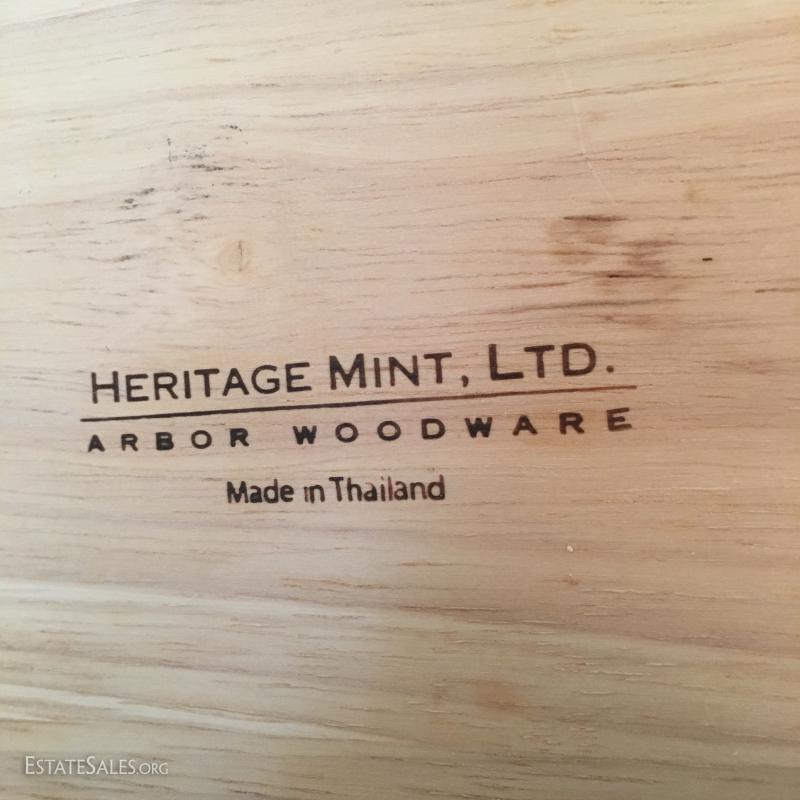 HERITAGE MINT, LTD.
ARBOR WOODWARE
Made in Thailand
ESTATESALES.ORG